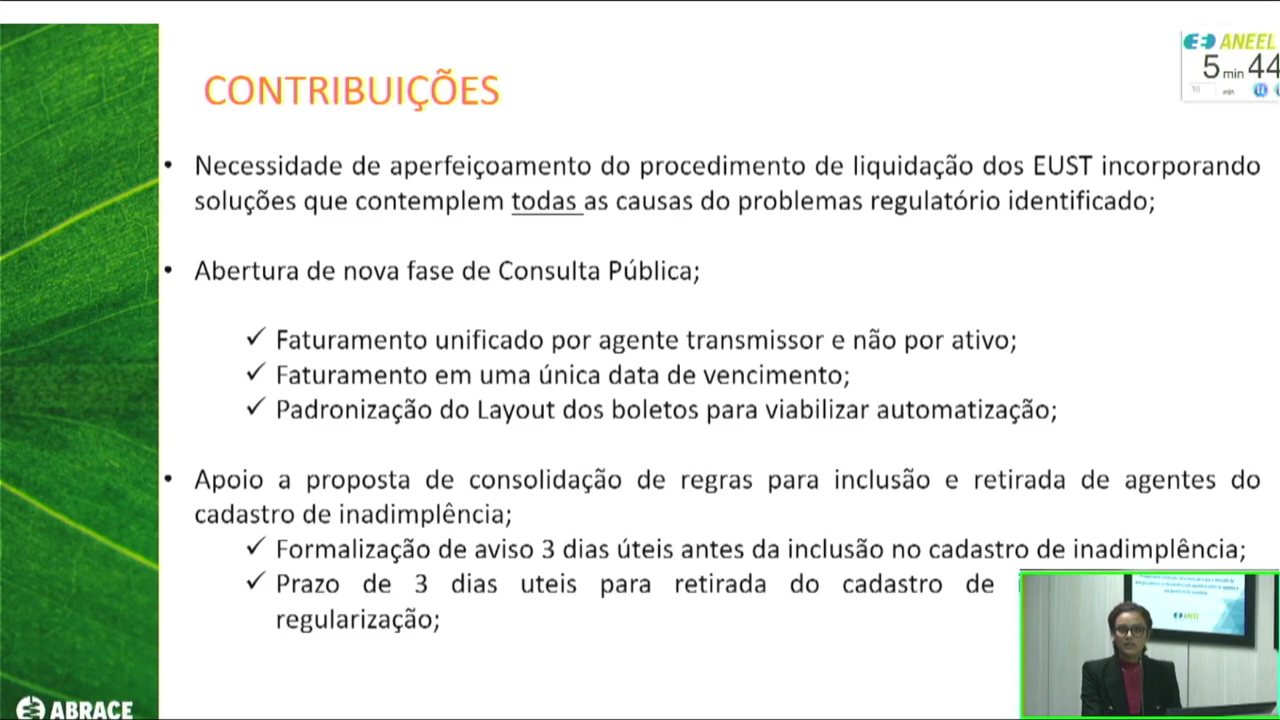 CONTRIBUIÇÕES
ANEEL
5 min 44
10 min
• Necessidade de aperfeiçoamento do procedimento de liquidação dos EUST incorporando
soluções que contemplem todas as causas do problemas regulatório identificado;
• Abertura de nova fase de Consulta Pública;
✓ Faturamento unificado por agente transmissor e não por ativo;
✓ Faturamento em uma única data de vencimento;
✓ Padronização do Layout dos boletos para viabilizar automatização;
• Apoio a proposta de consolidação de regras para inclusão e retirada de agentes do
cadastro de inadimplência;
✓ Formalização de aviso 3 dias úteis antes da inclusão no cadastro de inadimplência;
✓ Prazo de 3 dias uteis para retirada do cadastro de
regularização;
ANEEL
ABRACE